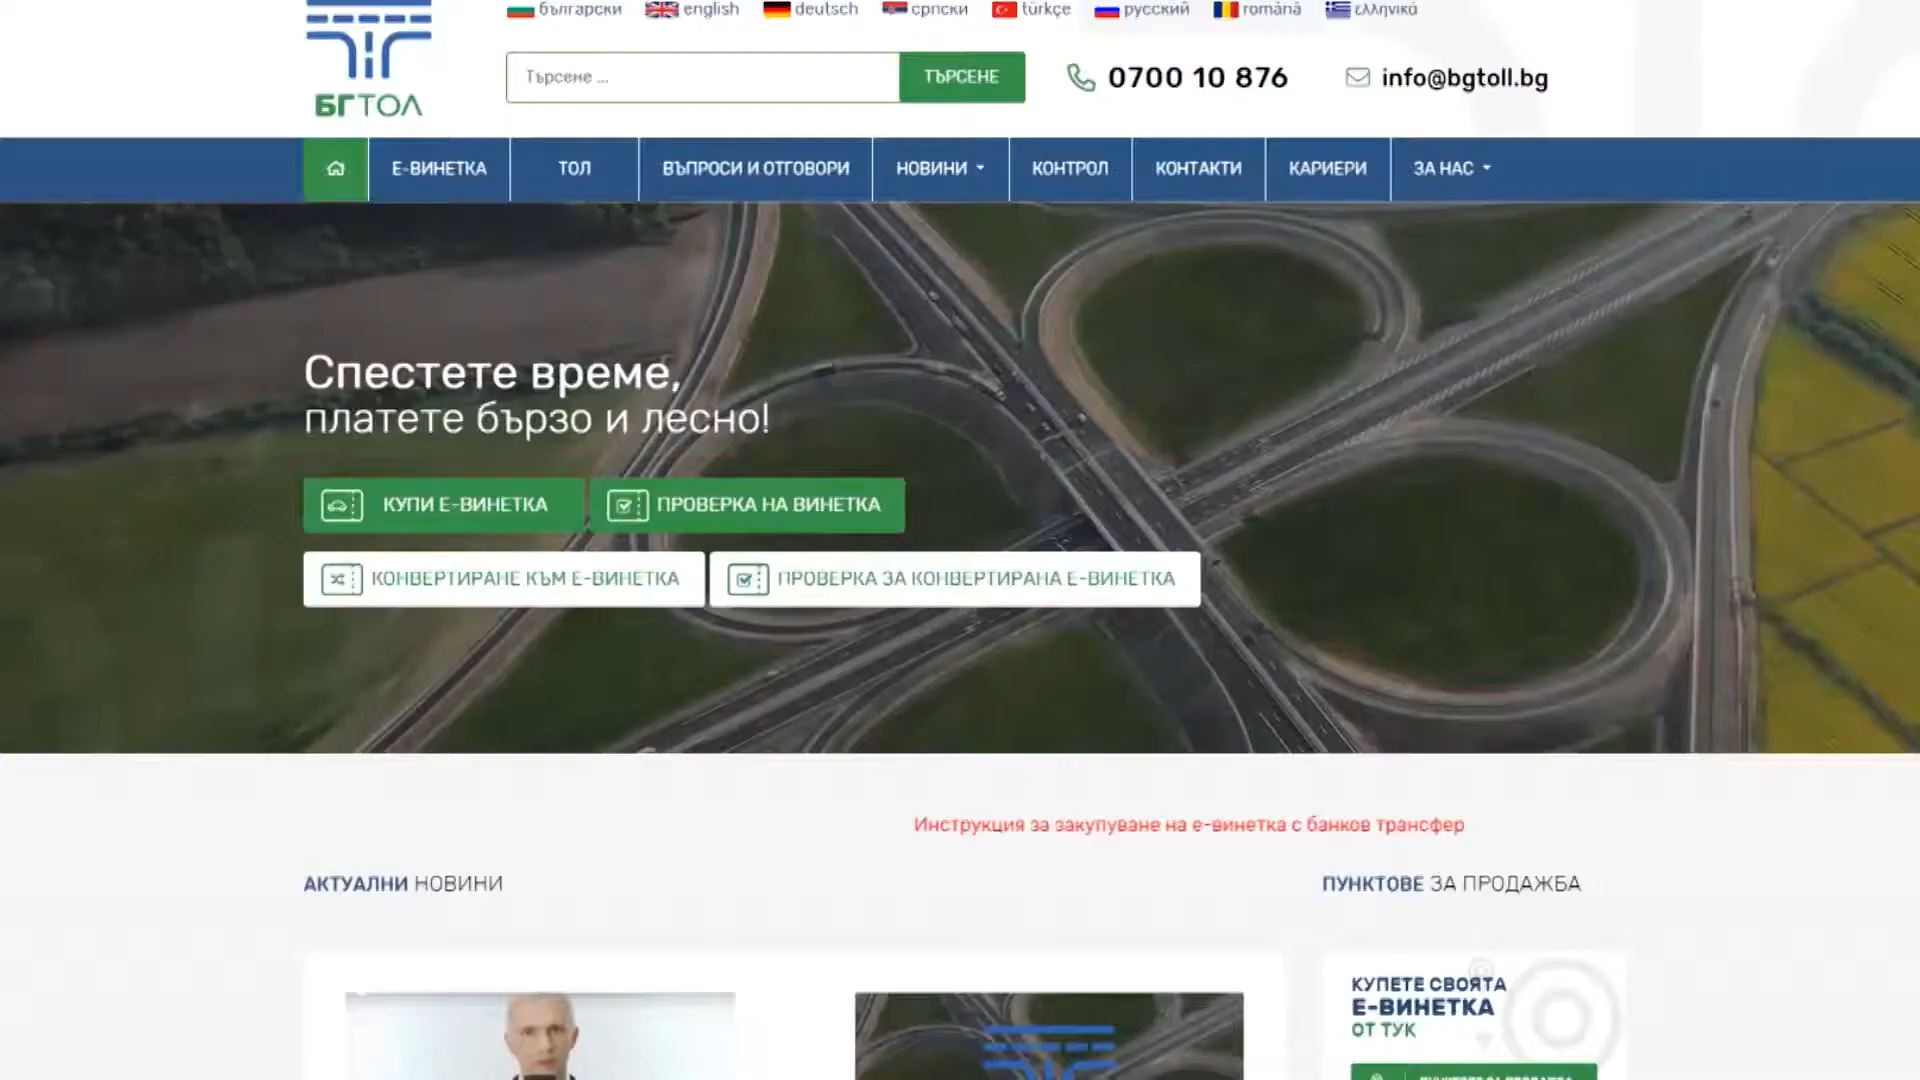 български english deutsch српски türkçe русский română ελληνικά
БГТОЛ
Търсене ... ТЪРСЕНЕ 0700 10 876 info@bgtoll.bg
Е-ВИНЕТКА ТОЛ ВЪПРОСИ И ОТГОВОРИ НОВИНИ КОНТРОЛ КОНТАКТИ КАРИЕРИ ЗА НАС
Спестете време,
платете бързо и лесно!
КУПИ Е-ВИНЕТКА ПРОВЕРКА НА ВИНЕТКА
КОНВЕРТИРАНЕ КЪМ Е-ВИНЕТКА ПРОВЕРКА ЗА КОНВЕРТИРАНА Е-ВИНЕТКА
Инструкция за закупуване на е-винетка с банков трансфер
АКТУАЛНИ НОВИНИ
ПУНКТОВЕ ЗА ПРОДАЖБА
КУПЕТЕ СВОЯТА
Е-ВИНЕТКА
ОТ ТУК